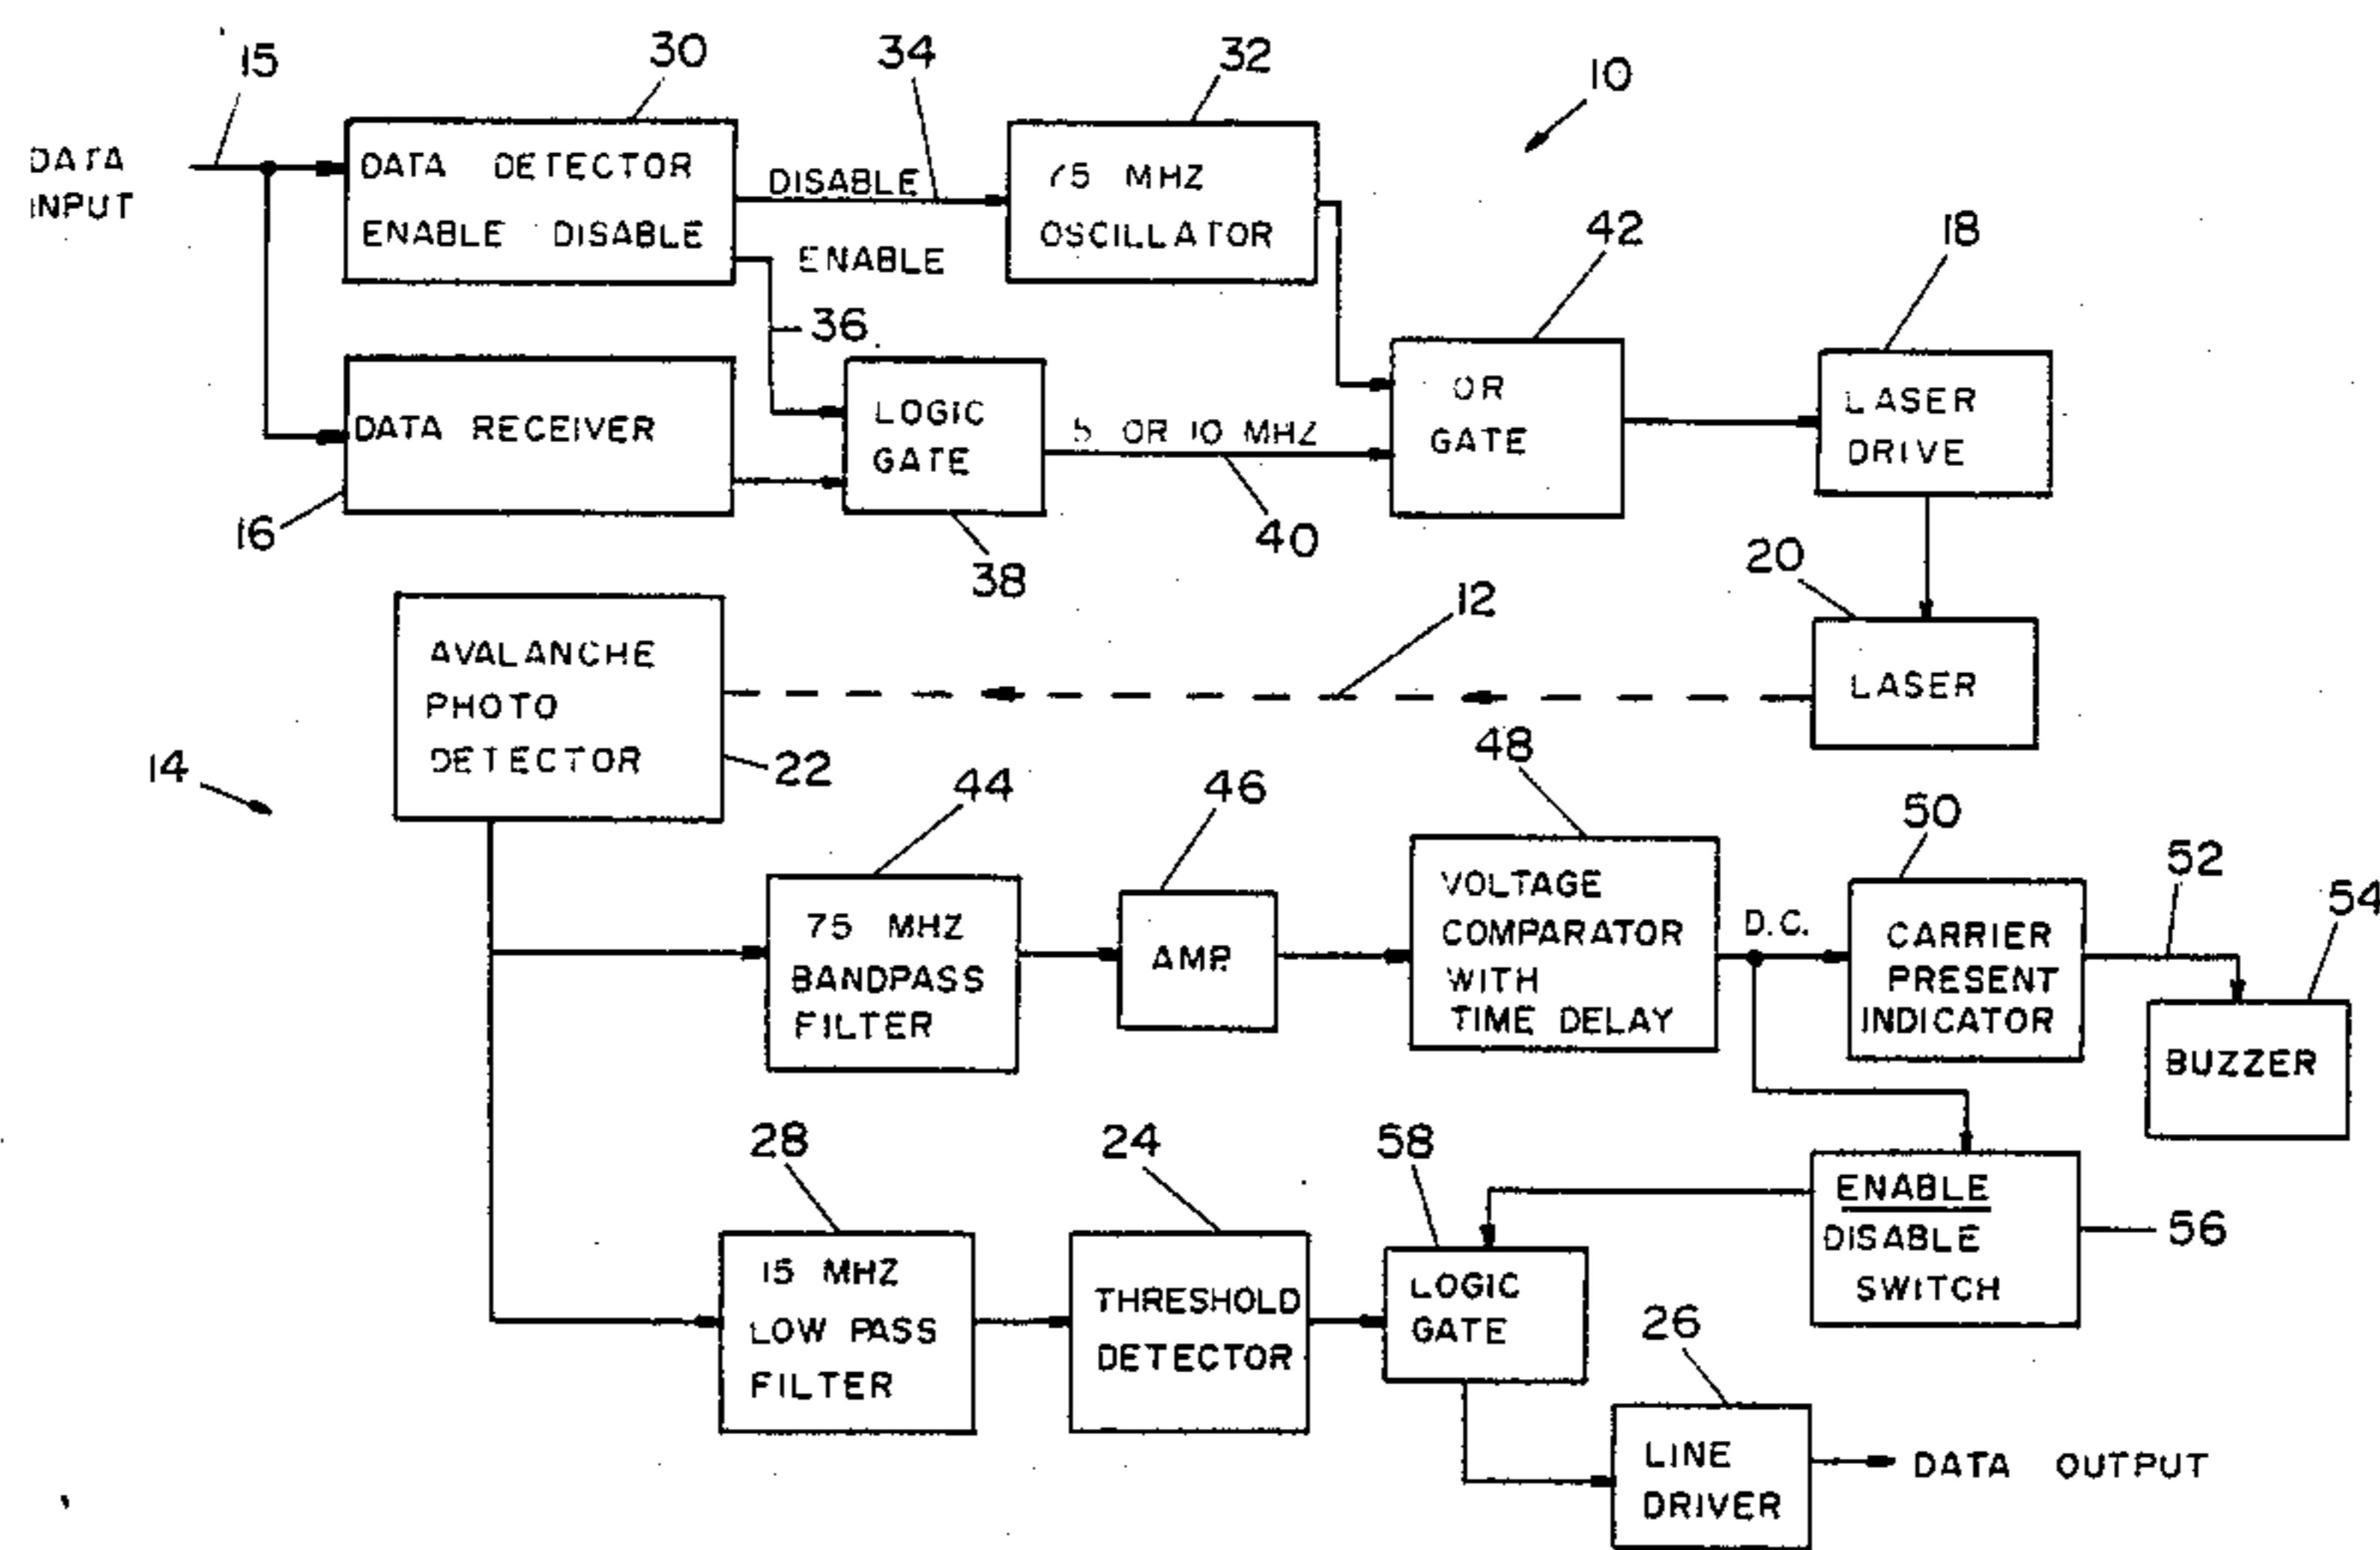 15
30
34
32
10
DATA
INPUT
DATA DETECTOR
ENABLE DISABLE
DISABLE
ENABLE
75 MHZ
OSCILLATOR
36
42
18
DATA RECEIVER
LOGIC
GATE
5 OR 10 MHZ
OR
GATE
LASER
DRIVE
16
38
40
20
12
AVALANCHE
PHOTO
DETECTOR
LASER
14
22
44
46
48
50
52
54
75 MHZ
BANDPASS
FILTER
AMP.
VOLTAGE
COMPARATOR
WITH
TIME DELAY
D.C.
CARRIER
PRESENT
INDICATOR
BUZZER
28
24
58
ENABLE
DISABLE
SWITCH
56
15 MHZ
LOW PASS
FILTER
THRESHOLD
DETECTOR
LOGIC
GATE
26
LINE
DRIVER
DATA OUTPUT